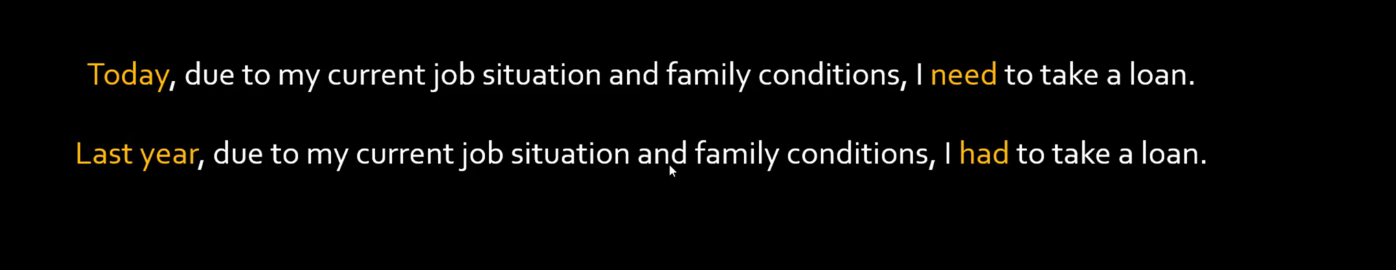 Today, due to my current job situation and family conditions, I need to take a loan.
Last year, due to my current job situation and family conditions, I had to take a loan.